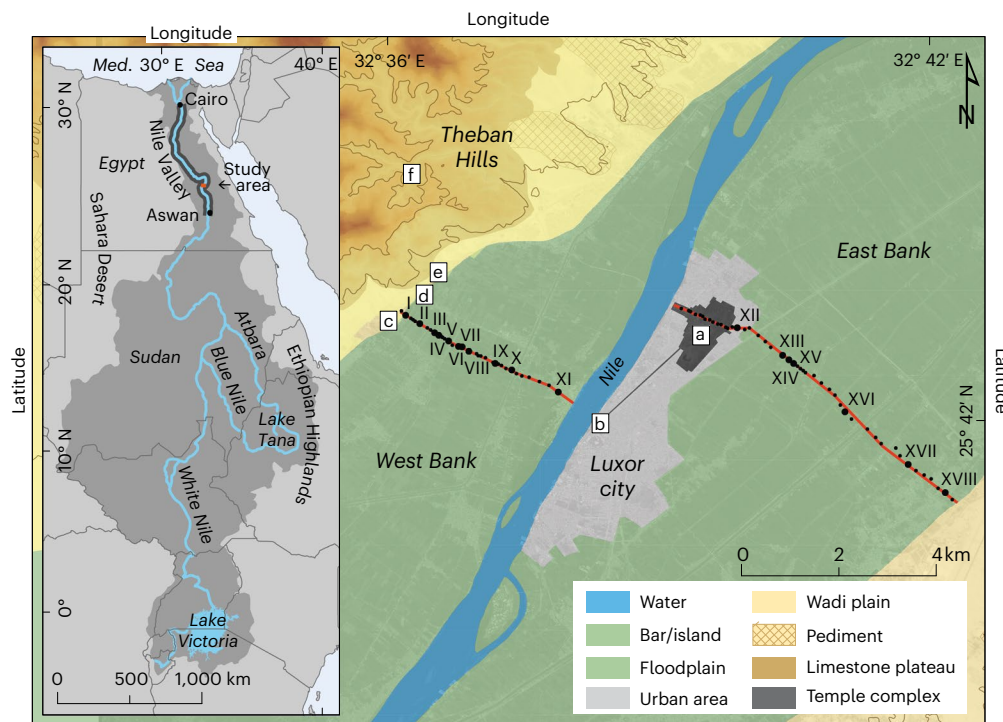 Longitude
Longitude
Med. 30° E Sea 40° E
32° 36′ E
32° 42′ E
N
30° N
Cairo
Nile Valley
Egypt
Study
area
Aswan
Sahara Desert
20° N
Sudan
Atbara
Blue Nile
Ethiopian Highlands
Lake
Tana
10° N
White Nile
0°
Lake
Victoria
0 500 1,000 km
Latitude
Theban
Hills
f
e
d
c
I
II
III
IV
V
VI
VII
VIII
IX
X
XI
West Bank
Nile
East Bank
a
b
Luxor
city
XII
XIII
XIV
XV
XVI
XVII
XVIII
25° 42′ N
Latitude
0 2 4 km
Water
Bar/island
Floodplain
Urban area
Wadi plain
Pediment
Limestone plateau
Temple complex